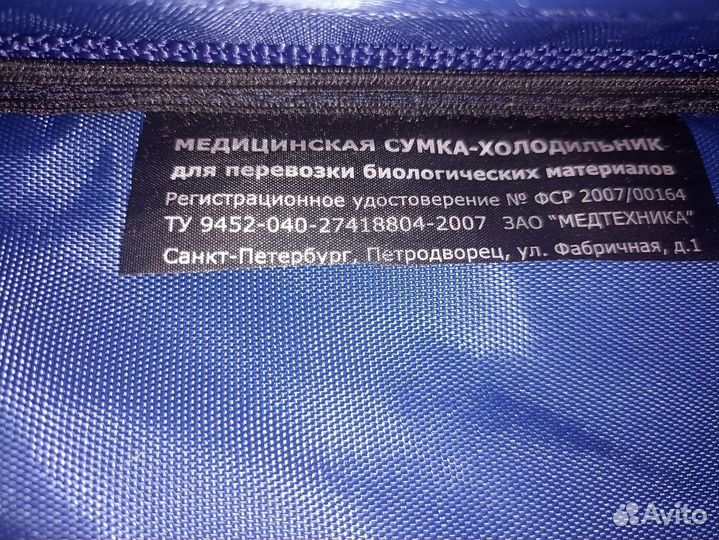 МЕДИЦИНСКАЯ СУМКА-ХОЛОДИЛЬНИК
для перевозки биологических материалов
Регистрационное удостоверение № ФСР 2007/00164
ТУ 9452-040-27418804-2007 ЗАО "МЕДТЕХНИКА"
Санкт-Петербург, Петродворец, ул. Фабричная, д.1
Avito